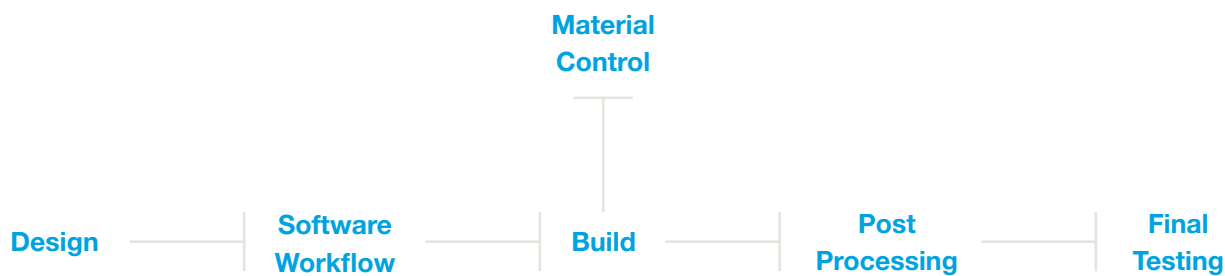 Material
Control
Design
Software
Workflow
Build
Post
Processing
Final
Testing